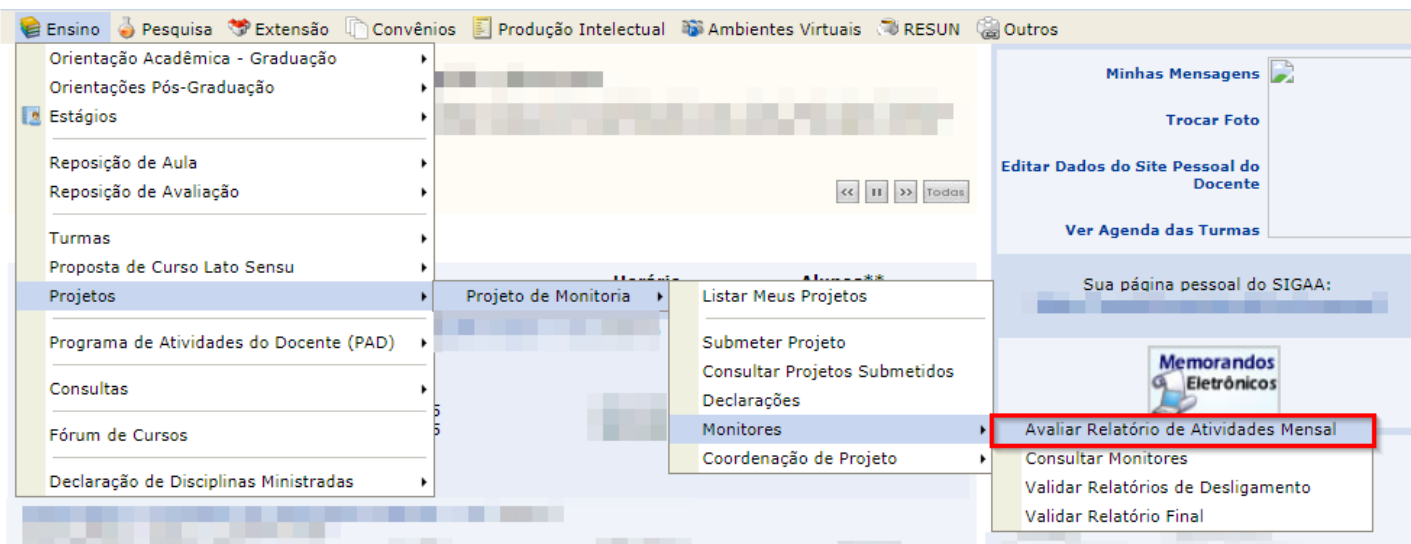 Ensino Pesquisa Extensão Convênios Produção Intelectual Ambientes Virtuais RESUN Outros
Orientação Acadêmica - Graduação
Orientações Pós-Graduação
Estágios
Reposição de Aula
Reposição de Avaliação
Turmas
Proposta de Curso Lato Sensu
Projetos
Programa de Atividades do Docente (PAD)
Consultas
Fórum de Cursos
Declaração de Disciplinas Ministradas
Projeto de Monitoria
Listar Meus Projetos
Submeter Projeto
Consultar Projetos Submetidos
Declarações
Monitores
Coordenação de Projeto
Avaliar Relatório de Atividades Mensal
Consultar Monitores
Validar Relatórios de Desligamento
Validar Relatório Final
<< II >> Todas
Minhas Mensagens
Trocar Foto
Editar Dados do Site Pessoal do
Docente
Ver Agenda das Turmas
Sua página pessoal do SIGAA:
Memorandos
Eletrônicos